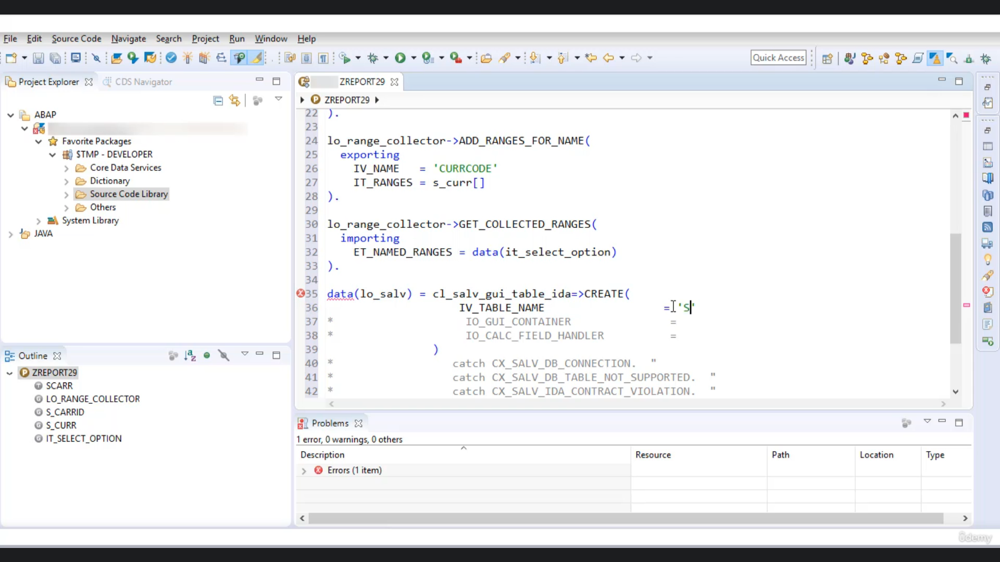 File Edit Source Code Navigate Search Project Run Window Help
Quick Access
Project Explorer CDS Navigator
ABAP
Favorite Packages
$TMP - DEVELOPER
Core Data Services
Dictionary
Source Code Library
Others
System Library
JAVA
Outline
ZREPORT29
SCARR
LO_RANGE_COLLECTOR
S_CARRID
S_CURR
IT_SELECT_OPTION
ZREPORT29
ZREPORT29
22 ).
23
24 lo_range_collector->ADD_RANGES_FOR_NAME(
25 exporting
26 IV_NAME = 'CURRCODE'
27 IT_RANGES = s_curr[]
28 ).
29
30 lo_range_collector->GET_COLLECTED_RANGES(
31 importing
32 ET_NAMED_RANGES = data(it_select_option)
33 ).
34
35 data(lo_salv) = cl_salv_gui_table_ida=>CREATE(
36 IV_TABLE_NAME = 'S'
37 * IO_GUI_CONTAINER =
38 * IO_CALC_FIELD_HANDLER =
39 )
40 * catch CX_SALV_DB_CONNECTION. "
41 * catch CX_SALV_DB_TABLE_NOT_SUPPORTED. "
42 * catch CX_SALV_IDA_CONTRACT_VIOLATION. "
Problems
1 error, 0 warnings, 0 others
Description Resource Path Location Type
Errors (1 item)
ûdemy